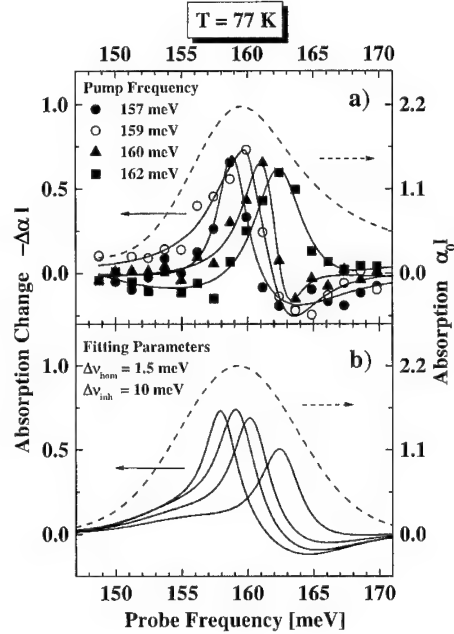 T = 77 K
150 155 160 165 170
a)
Pump Frequency
157 meV
159 meV
160 meV
162 meV
1.0
0.5
0.0
2.2
1.1
0.0
b)
Fitting Parameters
Δν_hom = 1.5 meV
Δν_inh = 10 meV
1.0
0.5
0.0
2.2
1.1
0.0
Absorption Change -Δα l
Absorption α₀l
150 155 160 165 170
Probe Frequency [meV]